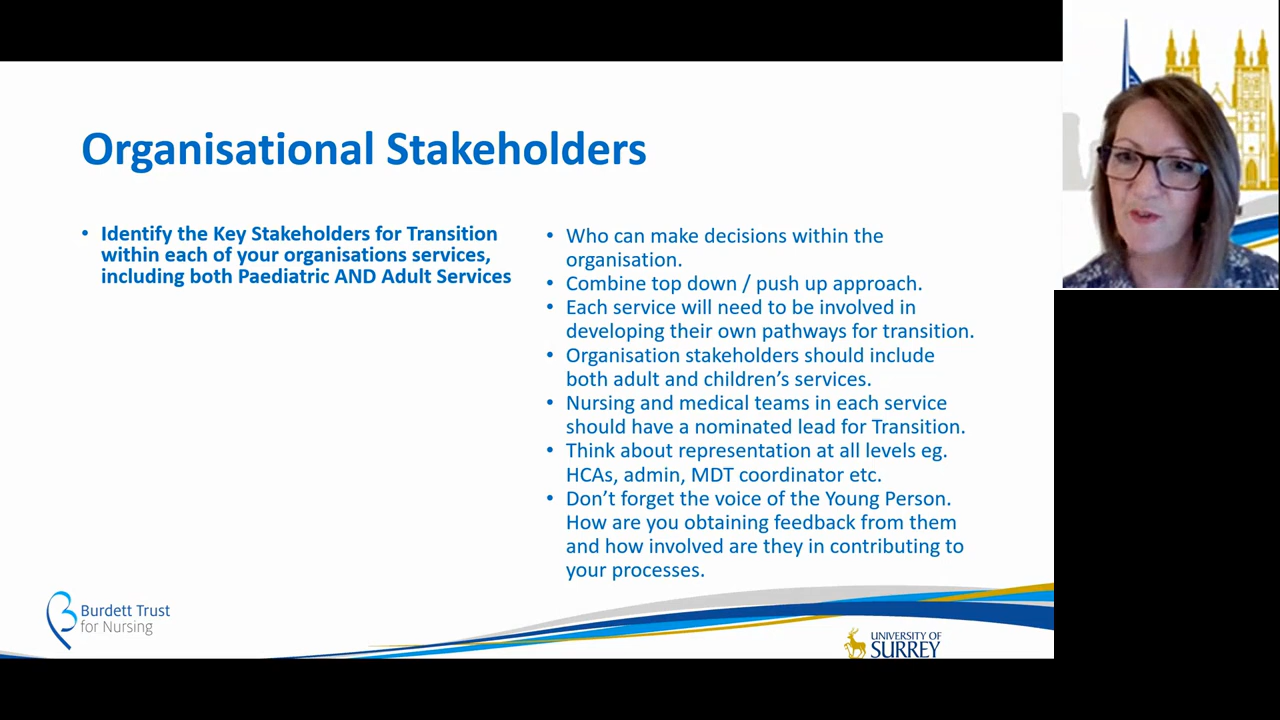 Organisational Stakeholders
• Identify the Key Stakeholders for Transition
within each of your organisations services,
including both Paediatric AND Adult Services
• Who can make decisions within the
organisation.
• Combine top down / push up approach.
• Each service will need to be involved in
developing their own pathways for transition.
• Organisation stakeholders should include
both adult and children’s services.
• Nursing and medical teams in each service
should have a nominated lead for Transition.
• Think about representation at all levels eg.
HCAs, admin, MDT coordinator etc.
• Don’t forget the voice of the Young Person.
How are you obtaining feedback from them
and how involved are they in contributing to
your processes.
Burdett Trust
for Nursing
UNIVERSITY OF
SURREY